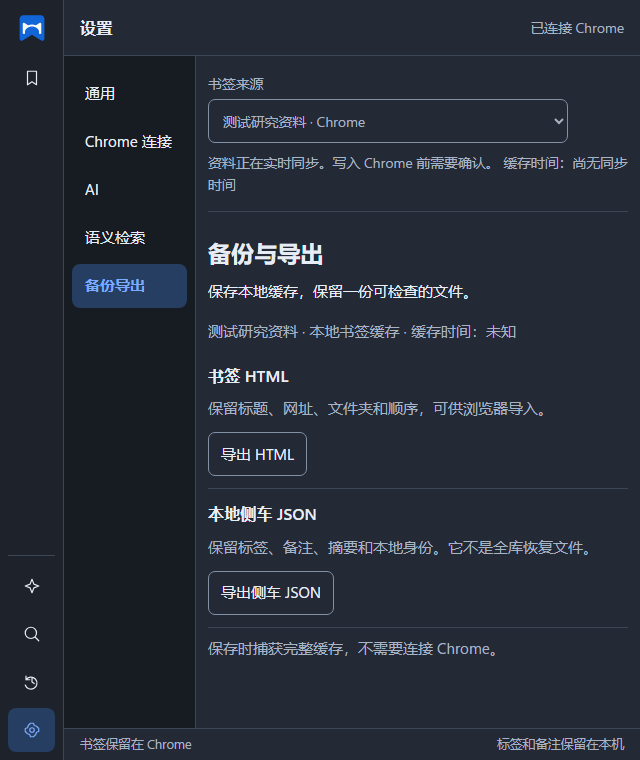 设置
已连接 Chrome
通用
Chrome 连接
AI
语义检索
备份导出
书签来源
测试研究资料 · Chrome
资料正在实时同步。写入 Chrome 前需要确认。 缓存时间：尚无同步
时间
备份与导出
保存本地缓存，保留一份可检查的文件。
测试研究资料 · 本地书签缓存 · 缓存时间：未知
书签 HTML
保留标题、网址、文件夹和顺序，可供浏览器导入。
导出 HTML
本地侧车 JSON
保留标签、备注、摘要和本地身份。它不是全库恢复文件。
导出侧车 JSON
保存时捕获完整缓存，不需要连接 Chrome。
书签保留在 Chrome
标签和备注保留在本机